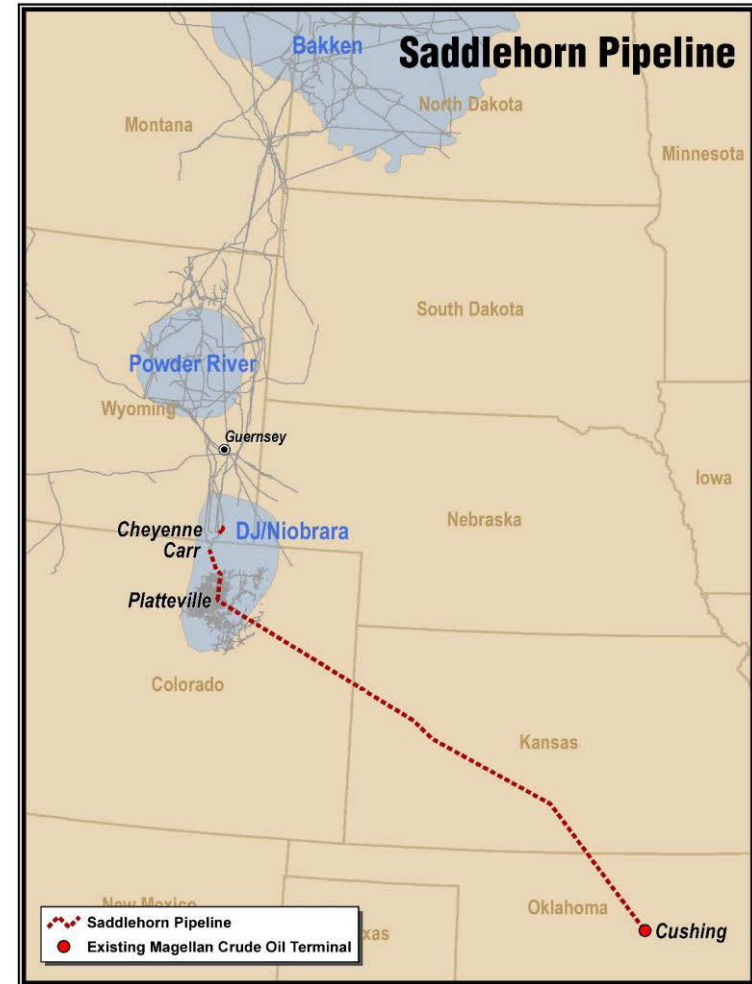 Saddlehorn Pipeline
Bakken
North Dakota
Montana
Minnesota
South Dakota
Powder River
Wyoming
Guernsey
Iowa
Nebraska
Cheyenne
DJ/Niobrara
Carr
Platteville
Colorado
Kansas
New Mexico
Oklahoma
Cushing
Saddlehorn Pipeline
Existing Magellan Crude Oil Terminal
xas